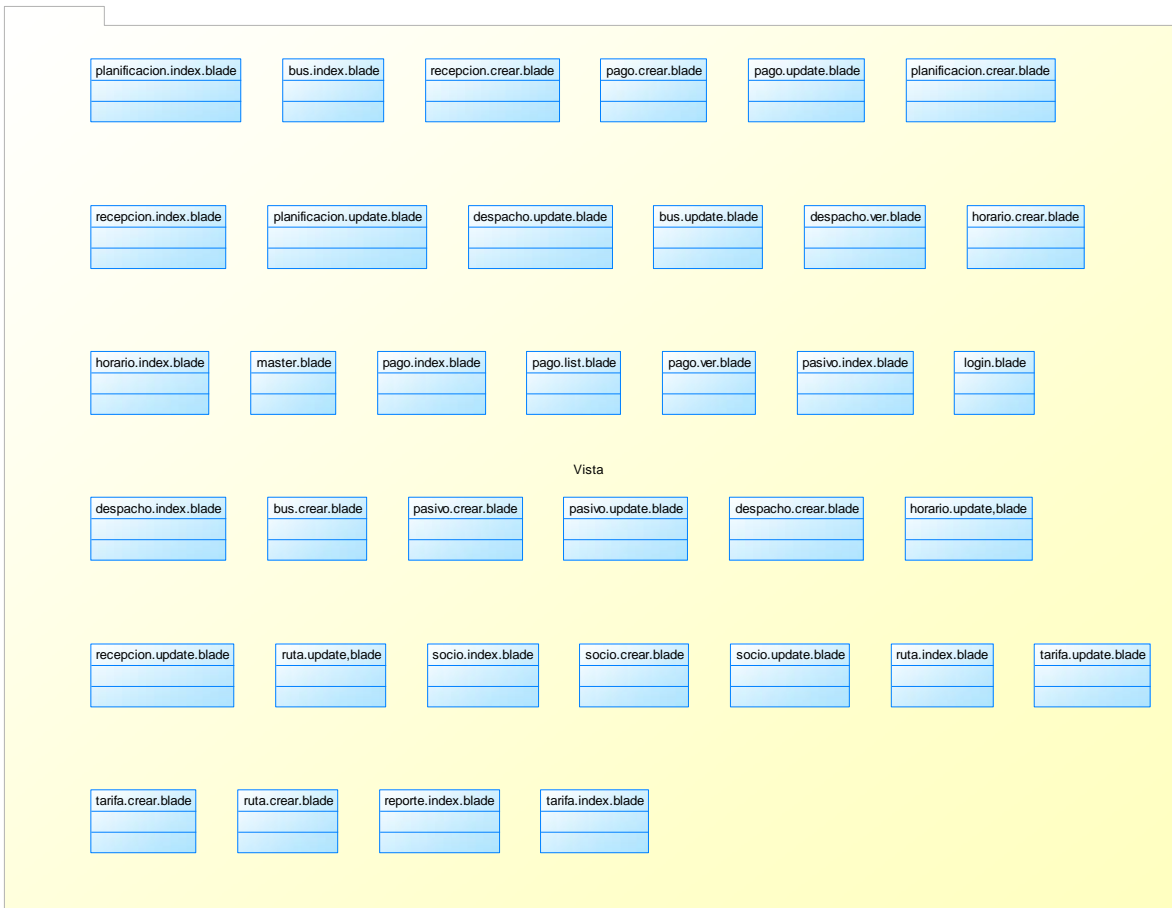 planificacion.index.blade
bus.index.blade
recepcion.crear.blade
pago.crear.blade
pago.update.blade
planificacion.crear.blade
recepcion.index.blade
planificacion.update.blade
despacho.update.blade
bus.update.blade
despacho.ver.blade
horario.crear.blade
horario.index.blade
master.blade
pago.index.blade
pago.list.blade
pago.ver.blade
pasivo.index.blade
login.blade
Vista
despacho.index.blade
bus.crear.blade
pasivo.crear.blade
pasivo.update.blade
despacho.crear.blade
horario.update,blade
recepcion.update.blade
ruta.update,blade
socio.index.blade
socio.crear.blade
socio.update.blade
ruta.index.blade
tarifa.update.blade
tarifa.crear.blade
ruta.crear.blade
reporte.index.blade
tarifa.index.blade